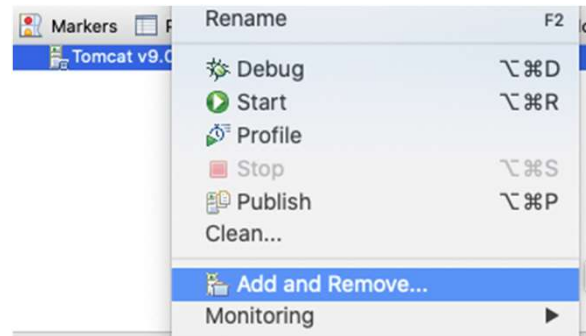 Markers
Tomcat v9.0
Rename F2
Debug ⌥⌘D
Start ⌥⌘R
Profile
Stop ⌥⌘S
Publish ⌥⌘P
Clean...
Add and Remove...
Monitoring